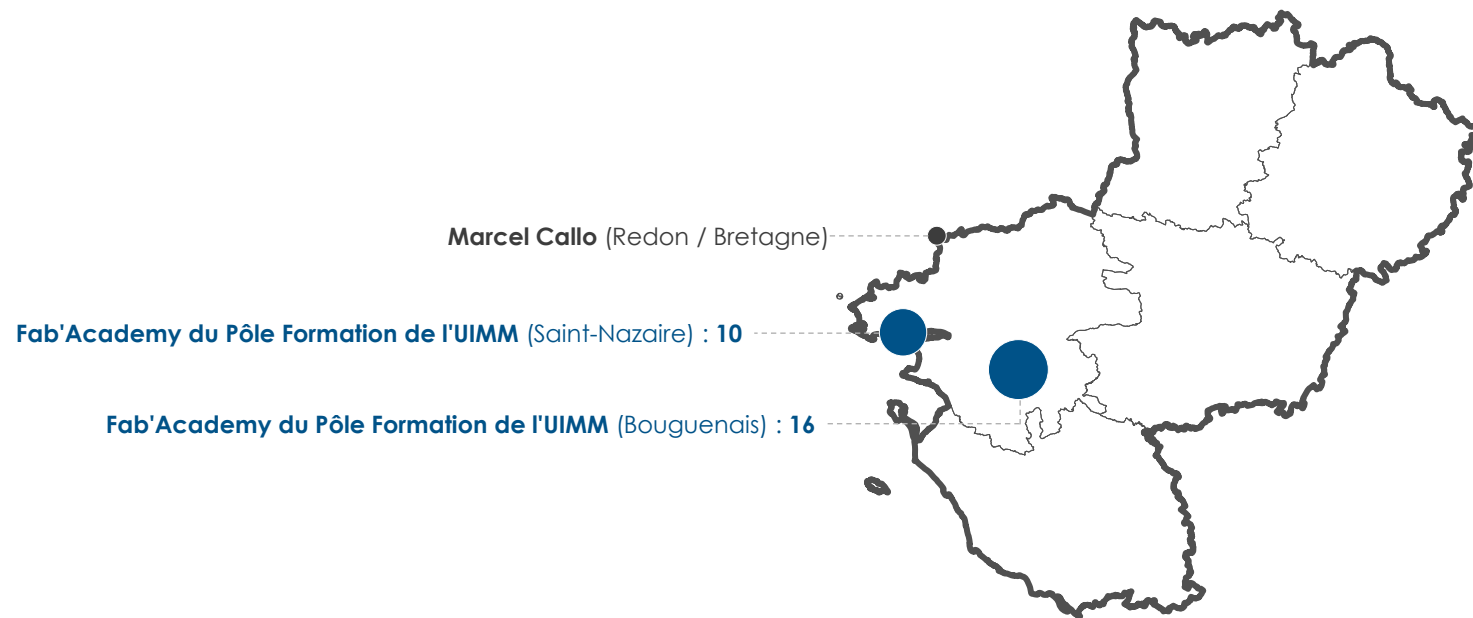 Marcel Callo (Redon / Bretagne)
Fab'Academy du Pôle Formation de l'UIMM (Saint-Nazaire) : 10
Fab'Academy du Pôle Formation de l'UIMM (Bouguenais) : 16